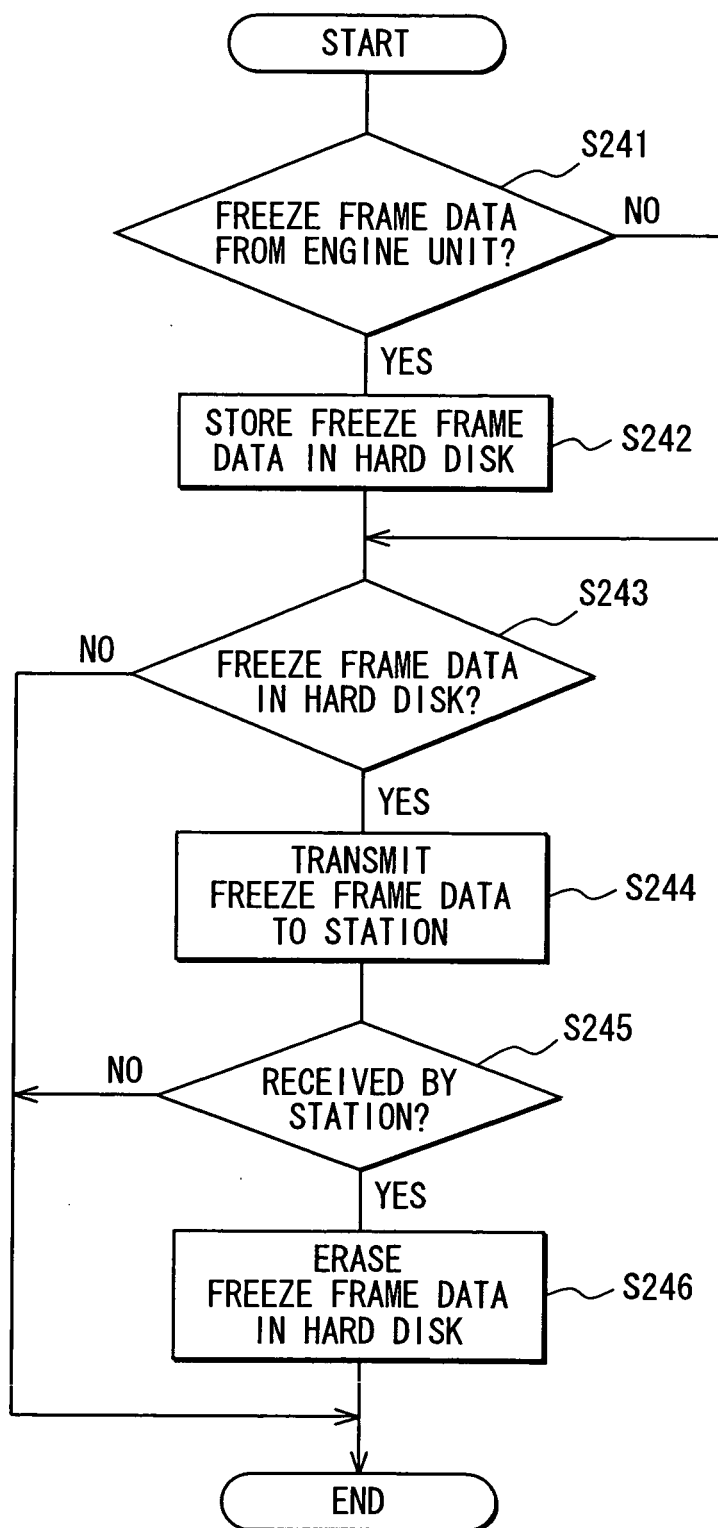 START
S241
FREEZE FRAME DATA
FROM ENGINE UNIT?
NO
YES
STORE FREEZE FRAME
DATA IN HARD DISK
S242
S243
NO
FREEZE FRAME DATA
IN HARD DISK?
YES
TRANSMIT
FREEZE FRAME DATA
TO STATION
S244
S245
NO
RECEIVED BY
STATION?
YES
ERASE
FREEZE FRAME DATA
IN HARD DISK
S246
END